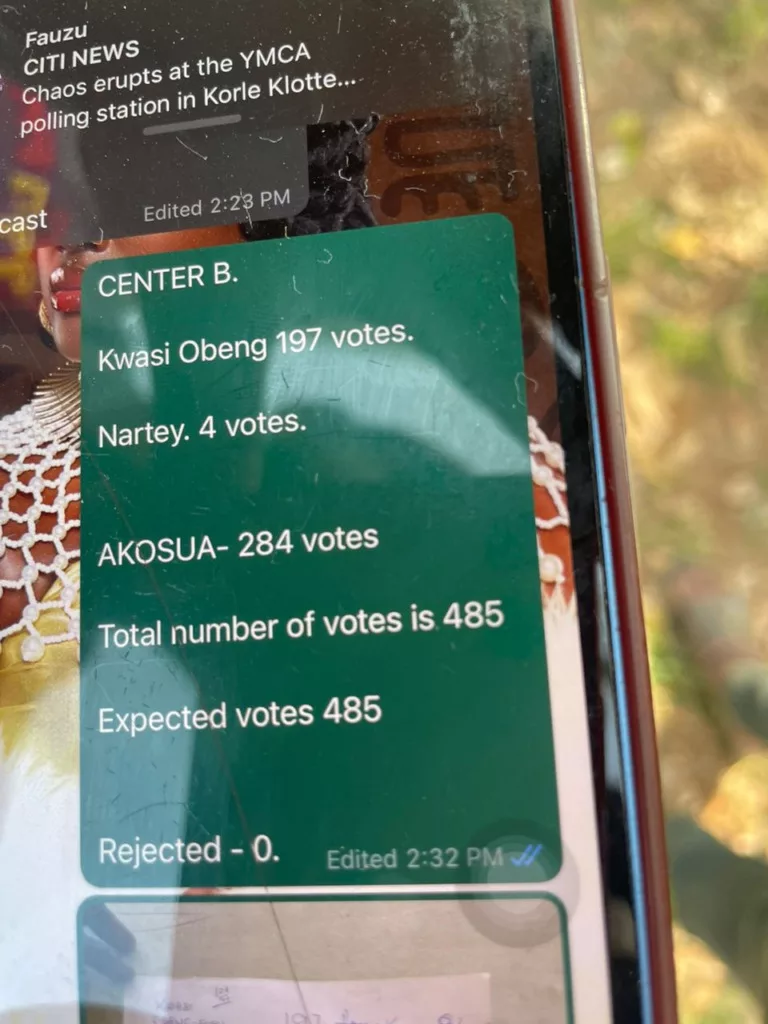 Fauzu
CITI NEWS
Chaos erupts at the YMCA
polling station in Korle Klotte...
cast
Edited 2:23 PM
CENTER B.
Kwasi Obeng 197 votes.
Nartey. 4 votes.
AKOSUA- 284 votes
Total number of votes is 485
Expected votes 485
Rejected - 0.
Edited 2:32 PM
197